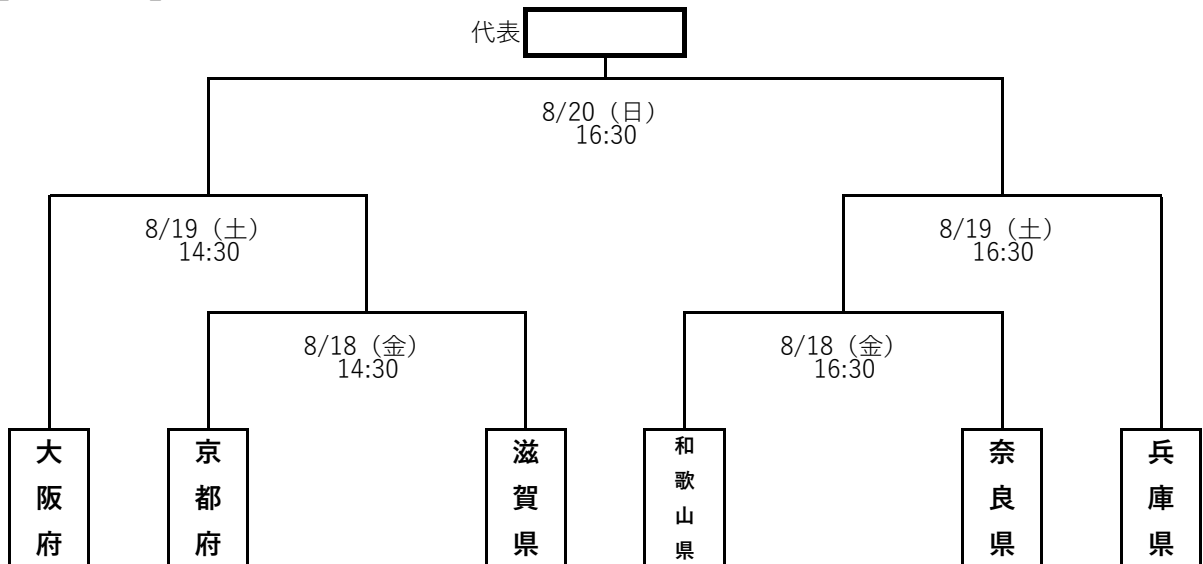 代表
8/20（日）
16:30
8/19（土）
14:30
8/19（土）
16:30
8/18（金）
14:30
8/18（金）
16:30
大阪府
京都府
滋賀県
和歌山県
奈良県
兵庫県